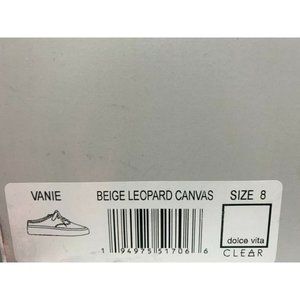 VANIE BEIGE LEOPARD CANVAS SIZE 8
dolce vita
1 94975 51706 6
CLEAR